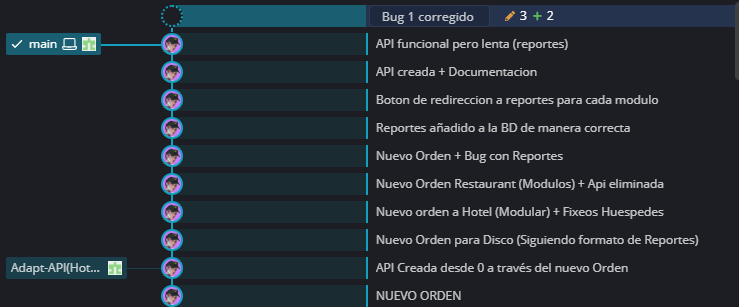 Bug 1 corregido 3 + 2
main API funcional pero lenta (reportes)
API creada + Documentacion
Boton de redireccion a reportes para cada modulo
Reportes añadido a la BD de manera correcta
Nuevo Orden + Bug con Reportes
Nuevo Orden Restaurant (Modulos) + Api eliminada
Nuevo orden a Hotel (Modular) + Fixeos Huespedes
Nuevo Orden para Disco (Siguiendo formato de Reportes)
Adapt-API(Hot... API Creada desde 0 a través del nuevo Orden
NUEVO ORDEN